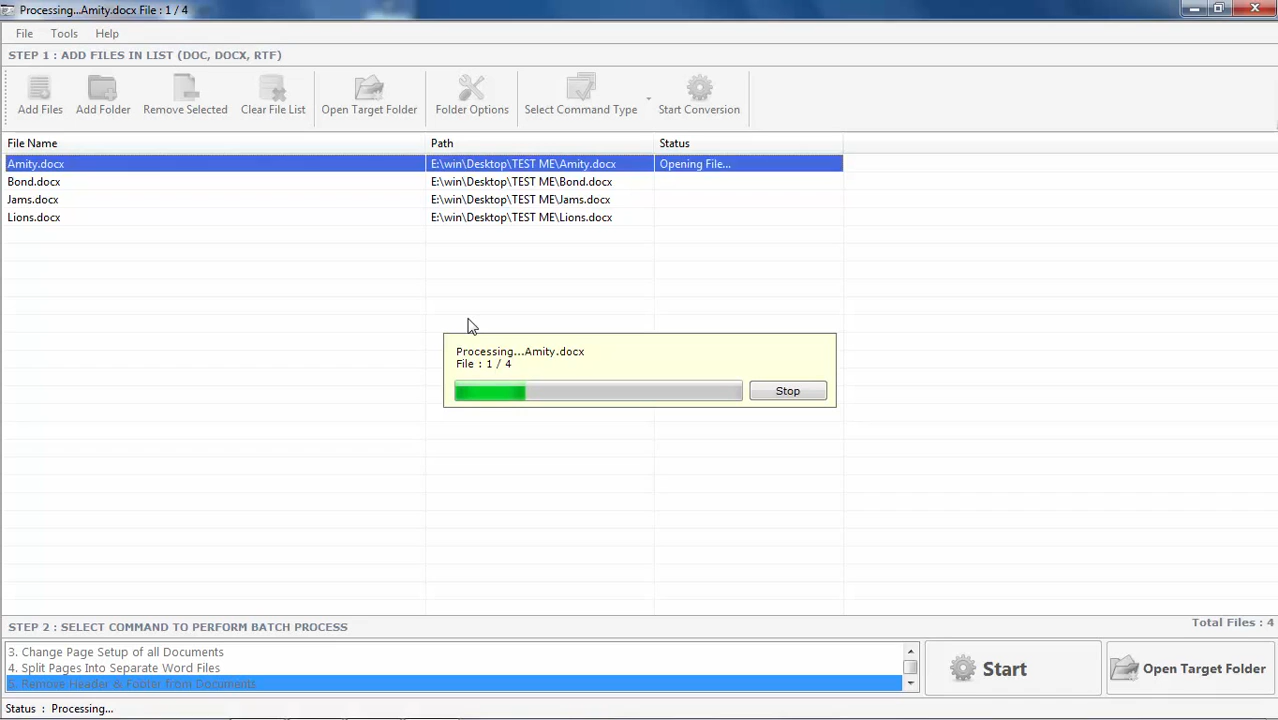 Processing...Amity.docx File : 1 / 4
File Tools Help
STEP 1 : ADD FILES IN LIST (DOC, DOCX, RTF)
Add Files Add Folder Remove Selected Clear File List Open Target Folder Folder Options Select Command Type Start Conversion
File Name Path Status
Amity.docx E:\win\Desktop\TEST ME\Amity.docx Opening File...
Bond.docx E:\win\Desktop\TEST ME\Bond.docx
Jams.docx E:\win\Desktop\TEST ME\Jams.docx
Lions.docx E:\win\Desktop\TEST ME\Lions.docx
Processing...Amity.docx
File : 1 / 4
Stop
STEP 2 : SELECT COMMAND TO PERFORM BATCH PROCESS
Total Files : 4
3. Change Page Setup of all Documents
4. Split Pages Into Separate Word Files
5. Remove Header & Footer from Documents
Start
Open Target Folder
Status : Processing...